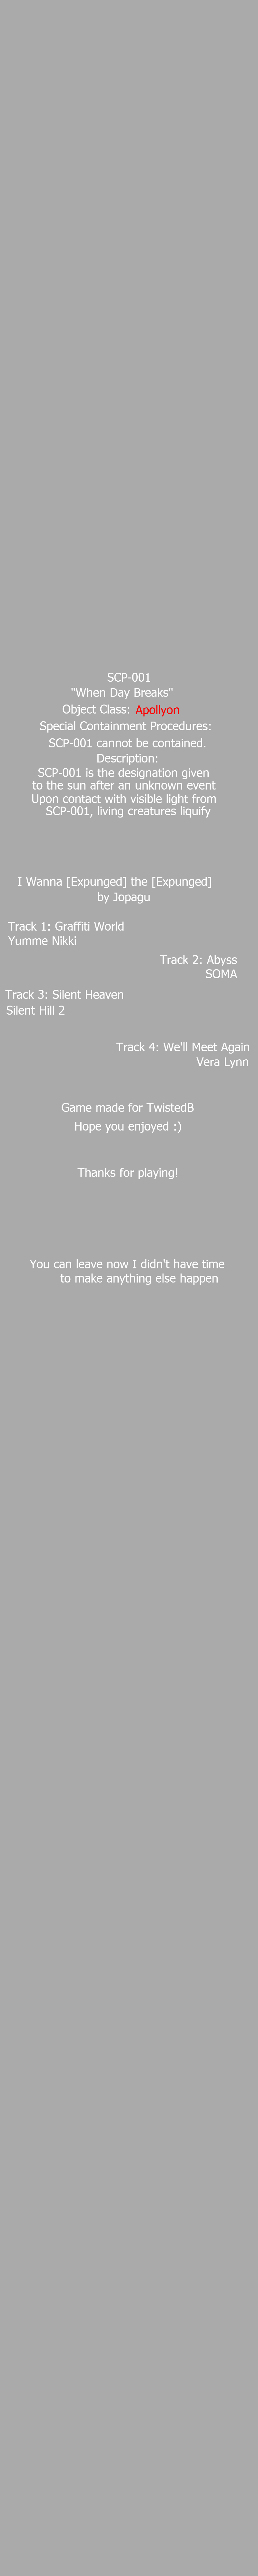 SCP-001
"When Day Breaks"
Object Class: Apollyon
Special Containment Procedures:
SCP-001 cannot be contained.
Description:
SCP-001 is the designation given
to the sun after an unknown event
Upon contact with visible light from
SCP-001, living creatures liquify
I Wanna [Expunged] the [Expunged]
by Jopagu
Track 1: Graffiti World
Yumme Nikki
Track 2: Abyss
SOMA
Track 3: Silent Heaven
Silent Hill 2
Track 4: We'll Meet Again
Vera Lynn
Game made for TwistedB
Hope you enjoyed :)
Thanks for playing!
You can leave now I didn't have time
to make anything else happen